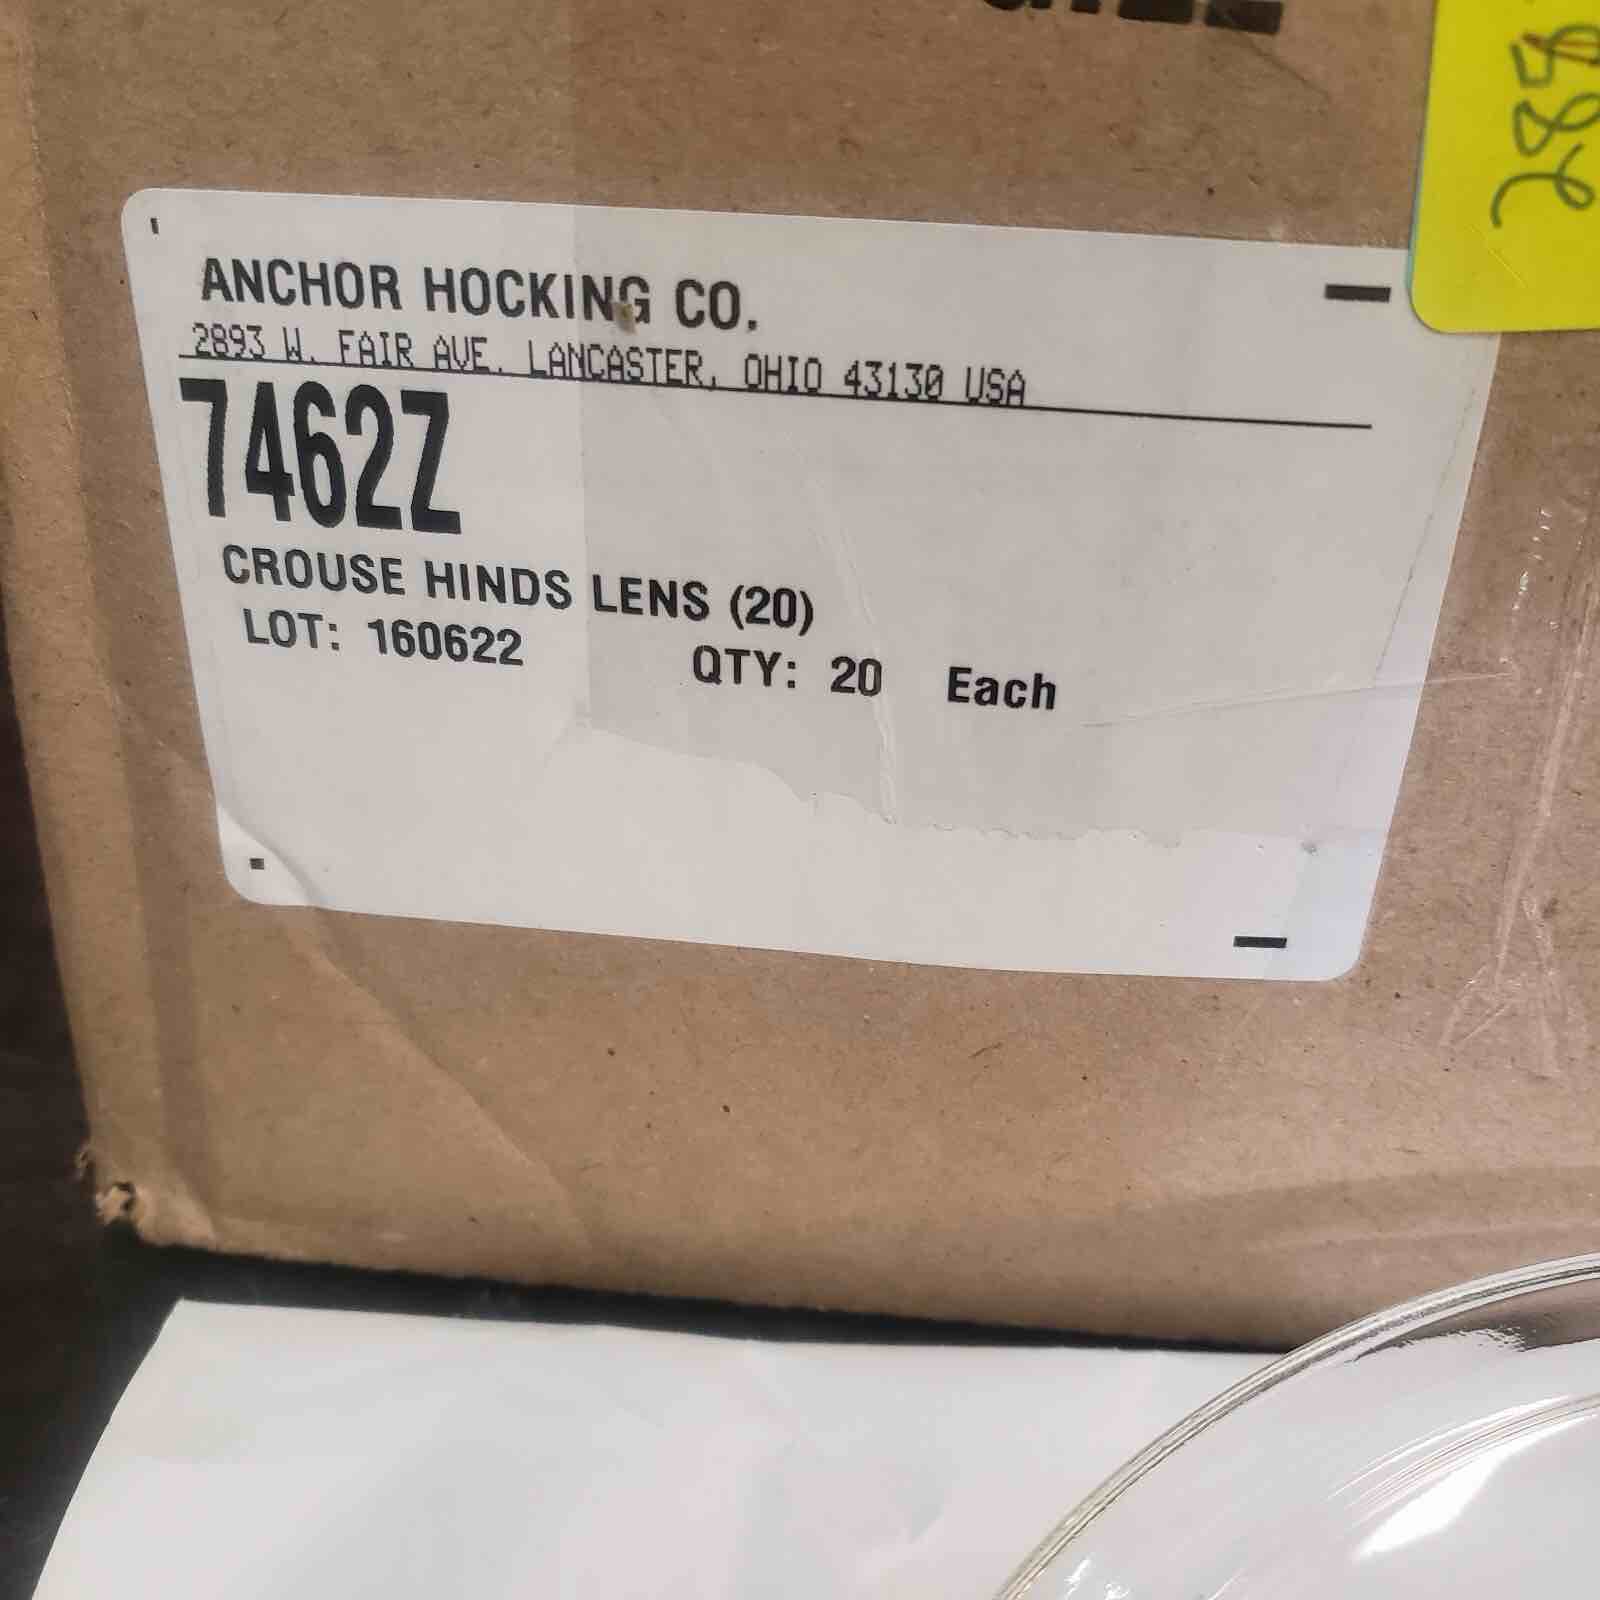 ANCHOR HOCKING CO.
2893 W. FAIR AVE. LANCASTER, OHIO 43130 USA
7462Z
CROUSE HINDS LENS (20)
LOT: 160622 QTY: 20 Each
285